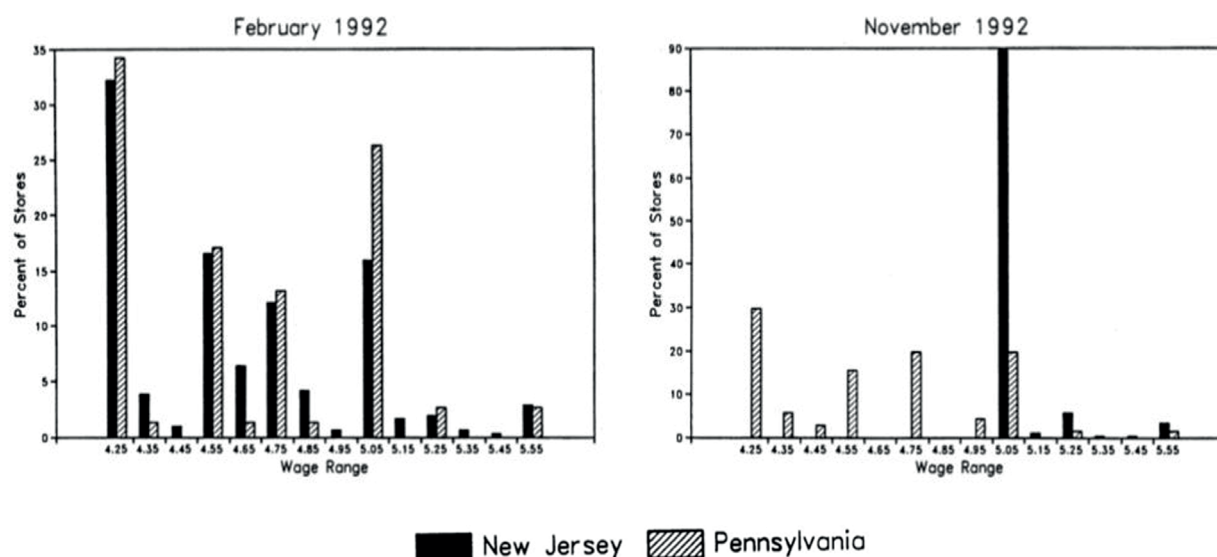 February 1992
35
30
25
20
15
10
5
0
Percent of Stores
4.25 4.35 4.45 4.55 4.65 4.75 4.85 4.95 5.05 5.15 5.25 5.35 5.45 5.55
Wage Range
November 1992
90
80
70
60
50
40
30
20
10
0
Percent of Stores
4.25 4.35 4.45 4.55 4.65 4.75 4.85 4.95 5.05 5.15 5.25 5.35 5.45 5.55
Wage Range
New Jersey Pennsylvania